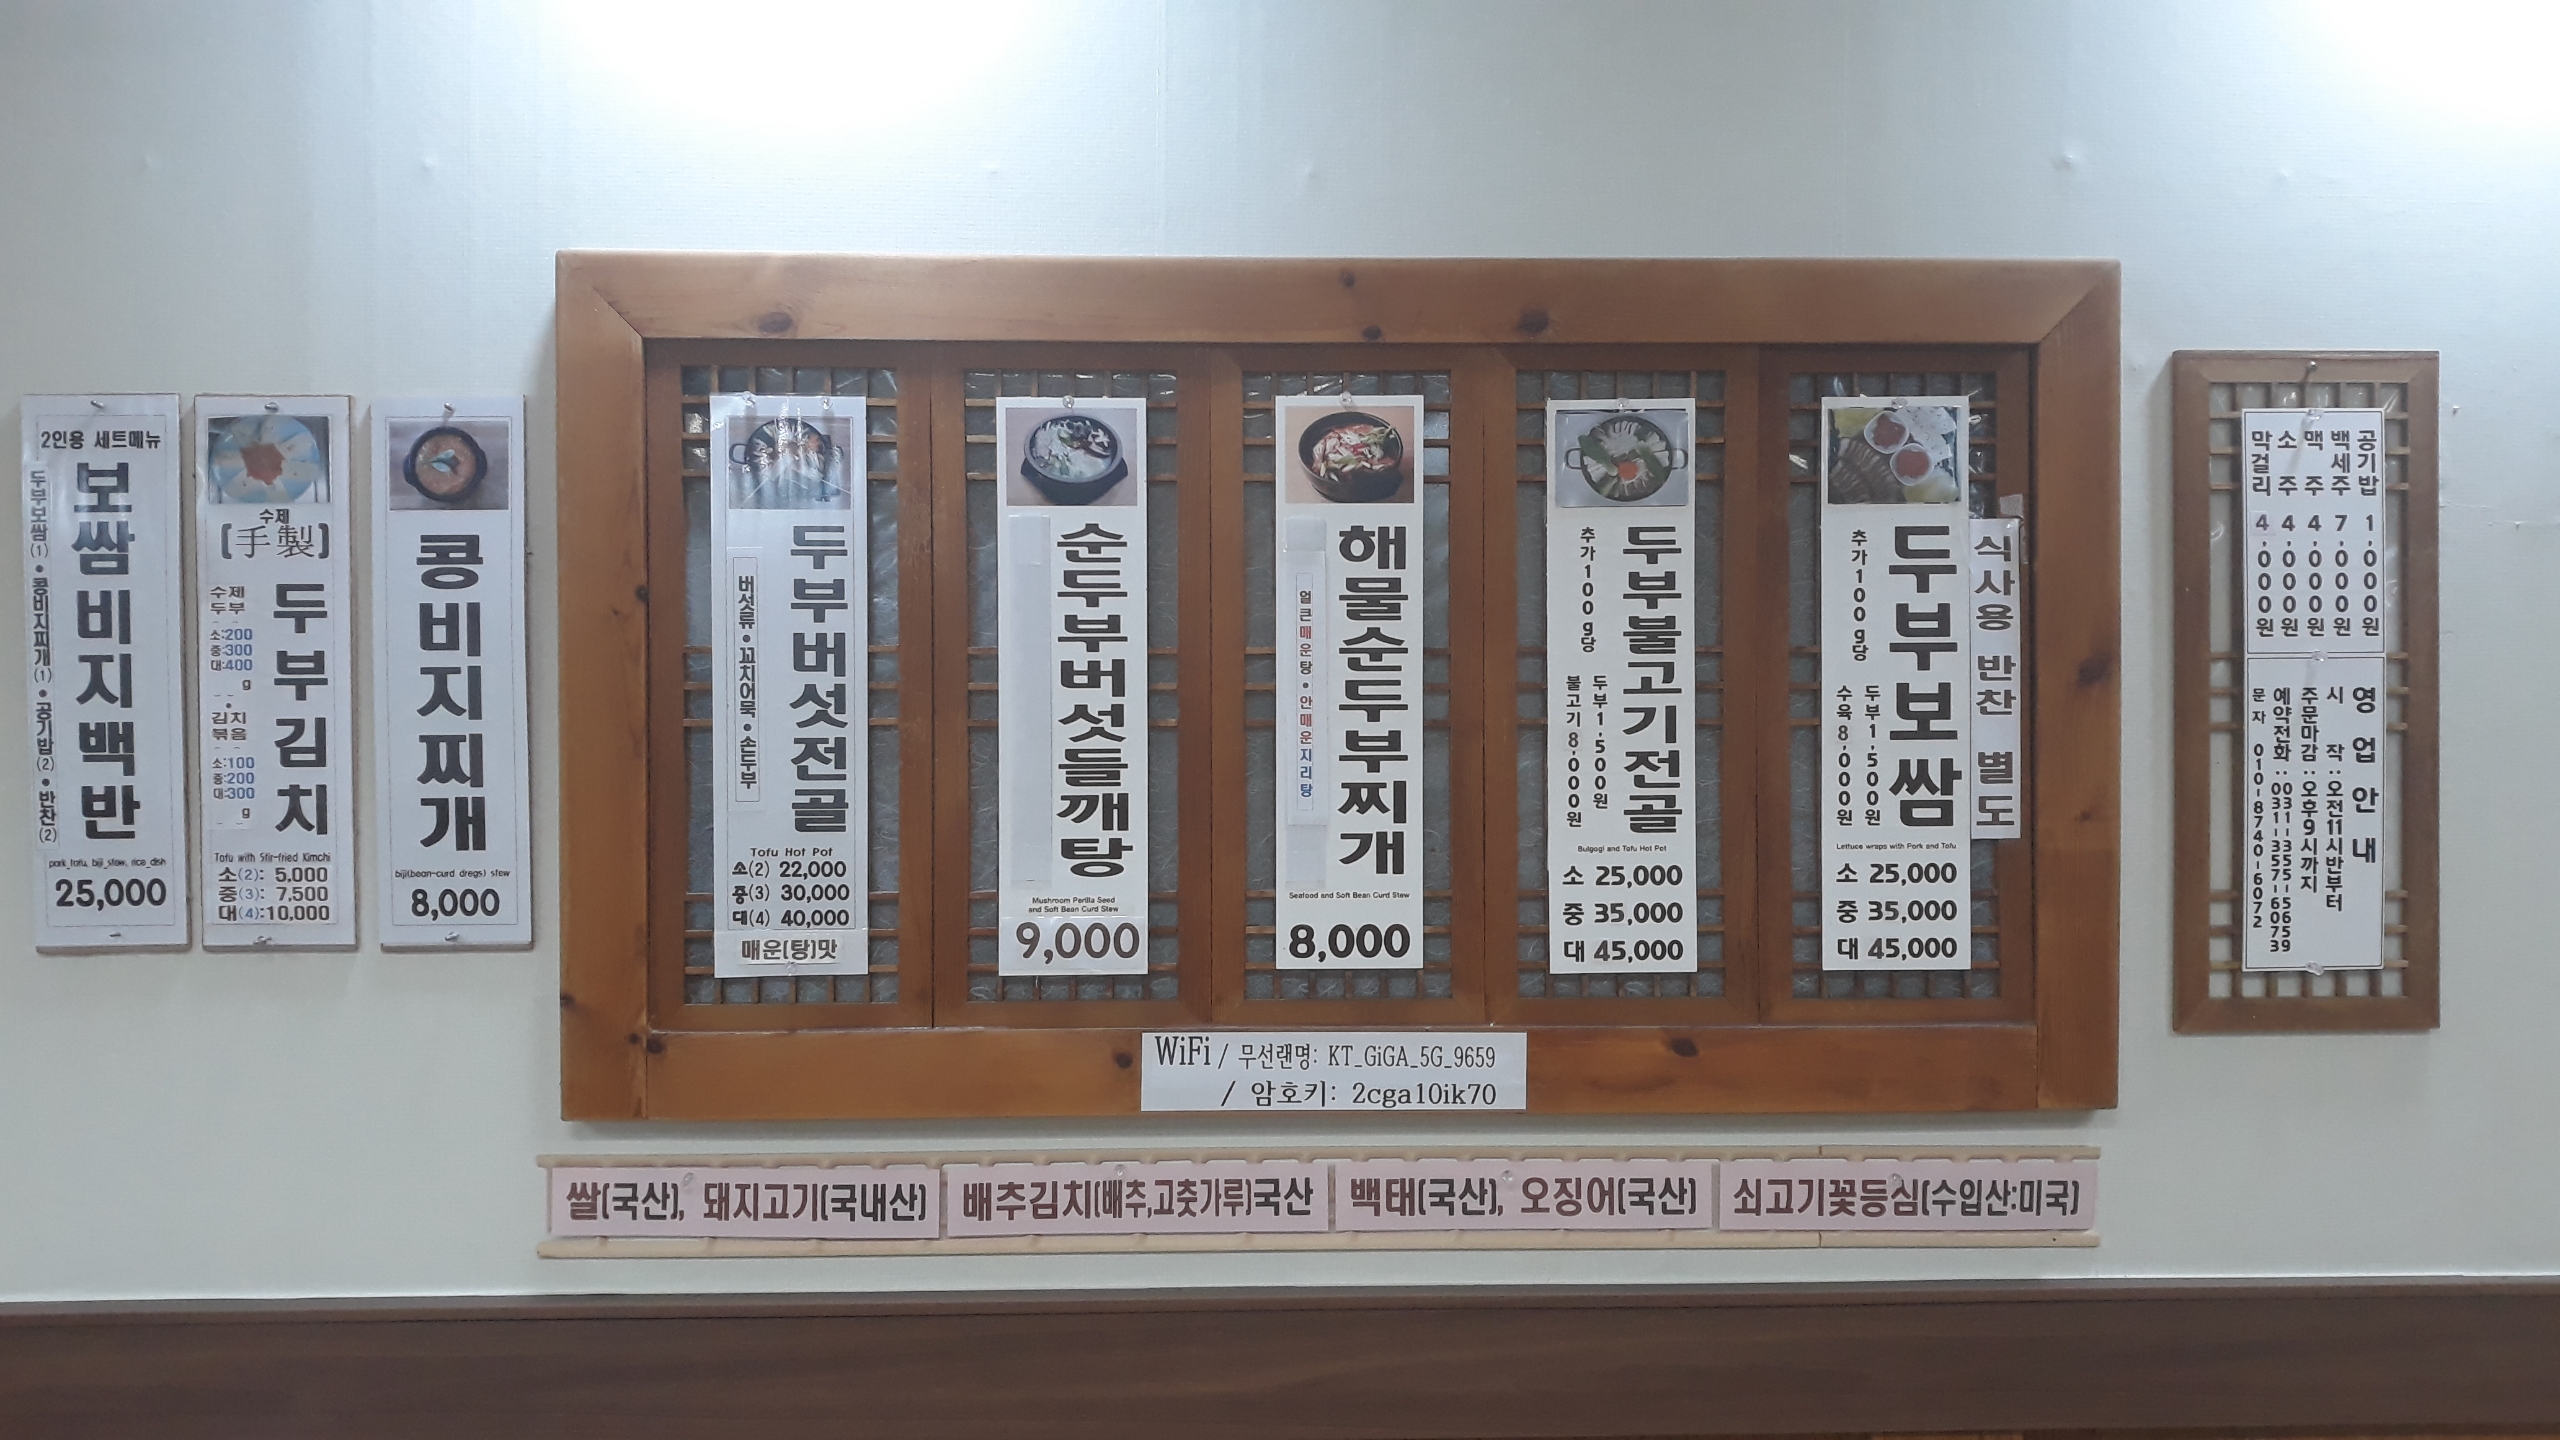 2인용 세트메뉴
보쌈비지백반
두부보쌈(1)•콩비지찌개(1)•공기밥(2)•반찬(2)
pork_tofu, biji_stew, rice_dish
25,000
수제
[手製]
두부김치
수제
두부
소:200
중:300
대:400
g
•
김치
볶음
소:100
중:200
대:300
g
Tofu with Stir-fried Kimchi
소(2): 5,000
중(3): 7,500
대(4):10,000
콩비지찌개
biji(bean-curd dregs) stew
8,000
두부버섯전골
버섯류•꼬치어묵•손두부
Tofu Hot Pot
소(2) 22,000
중(3) 30,000
대(4) 40,000
매운(탕)맛
순두부버섯들깨탕
Mushroom Perilla Seed
and Soft Bean Curd Stew
9,000
해물순두부찌개
얼큰매운탕•안매운지리탕
Seafood and Soft Bean Curd Stew
8,000
두부불고기전골
추가100g당
두부1,500원
불고기8,000원
Bulgogi and Tofu Hot Pot
소 25,000
중 35,000
대 45,000
식사용 반찬 별도
두부보쌈
추가100g당
두부1,500원
수육8,000원
Lettuce wraps with Pork and Tofu
소 25,000
중 35,000
대 45,000
공기밥 1,000원
백세주 7,000원
맥주 4,000원
소주 4,000원
막걸리 4,000원
영업안내
시 작:오전11시반부터
주문마감:오후9시까지
예약전화:031-355-5659
031-357-6073
문자 010-8740-6072
WiFi / 무선랜명: KT_GiGA_5G_9659
/ 암호키: 2cga10ik70
쌀(국산), 돼지고기(국내산)
배추김치(배추,고춧가루)국산
백태(국산), 오징어(국산)
쇠고기꽃등심(수입산:미국)